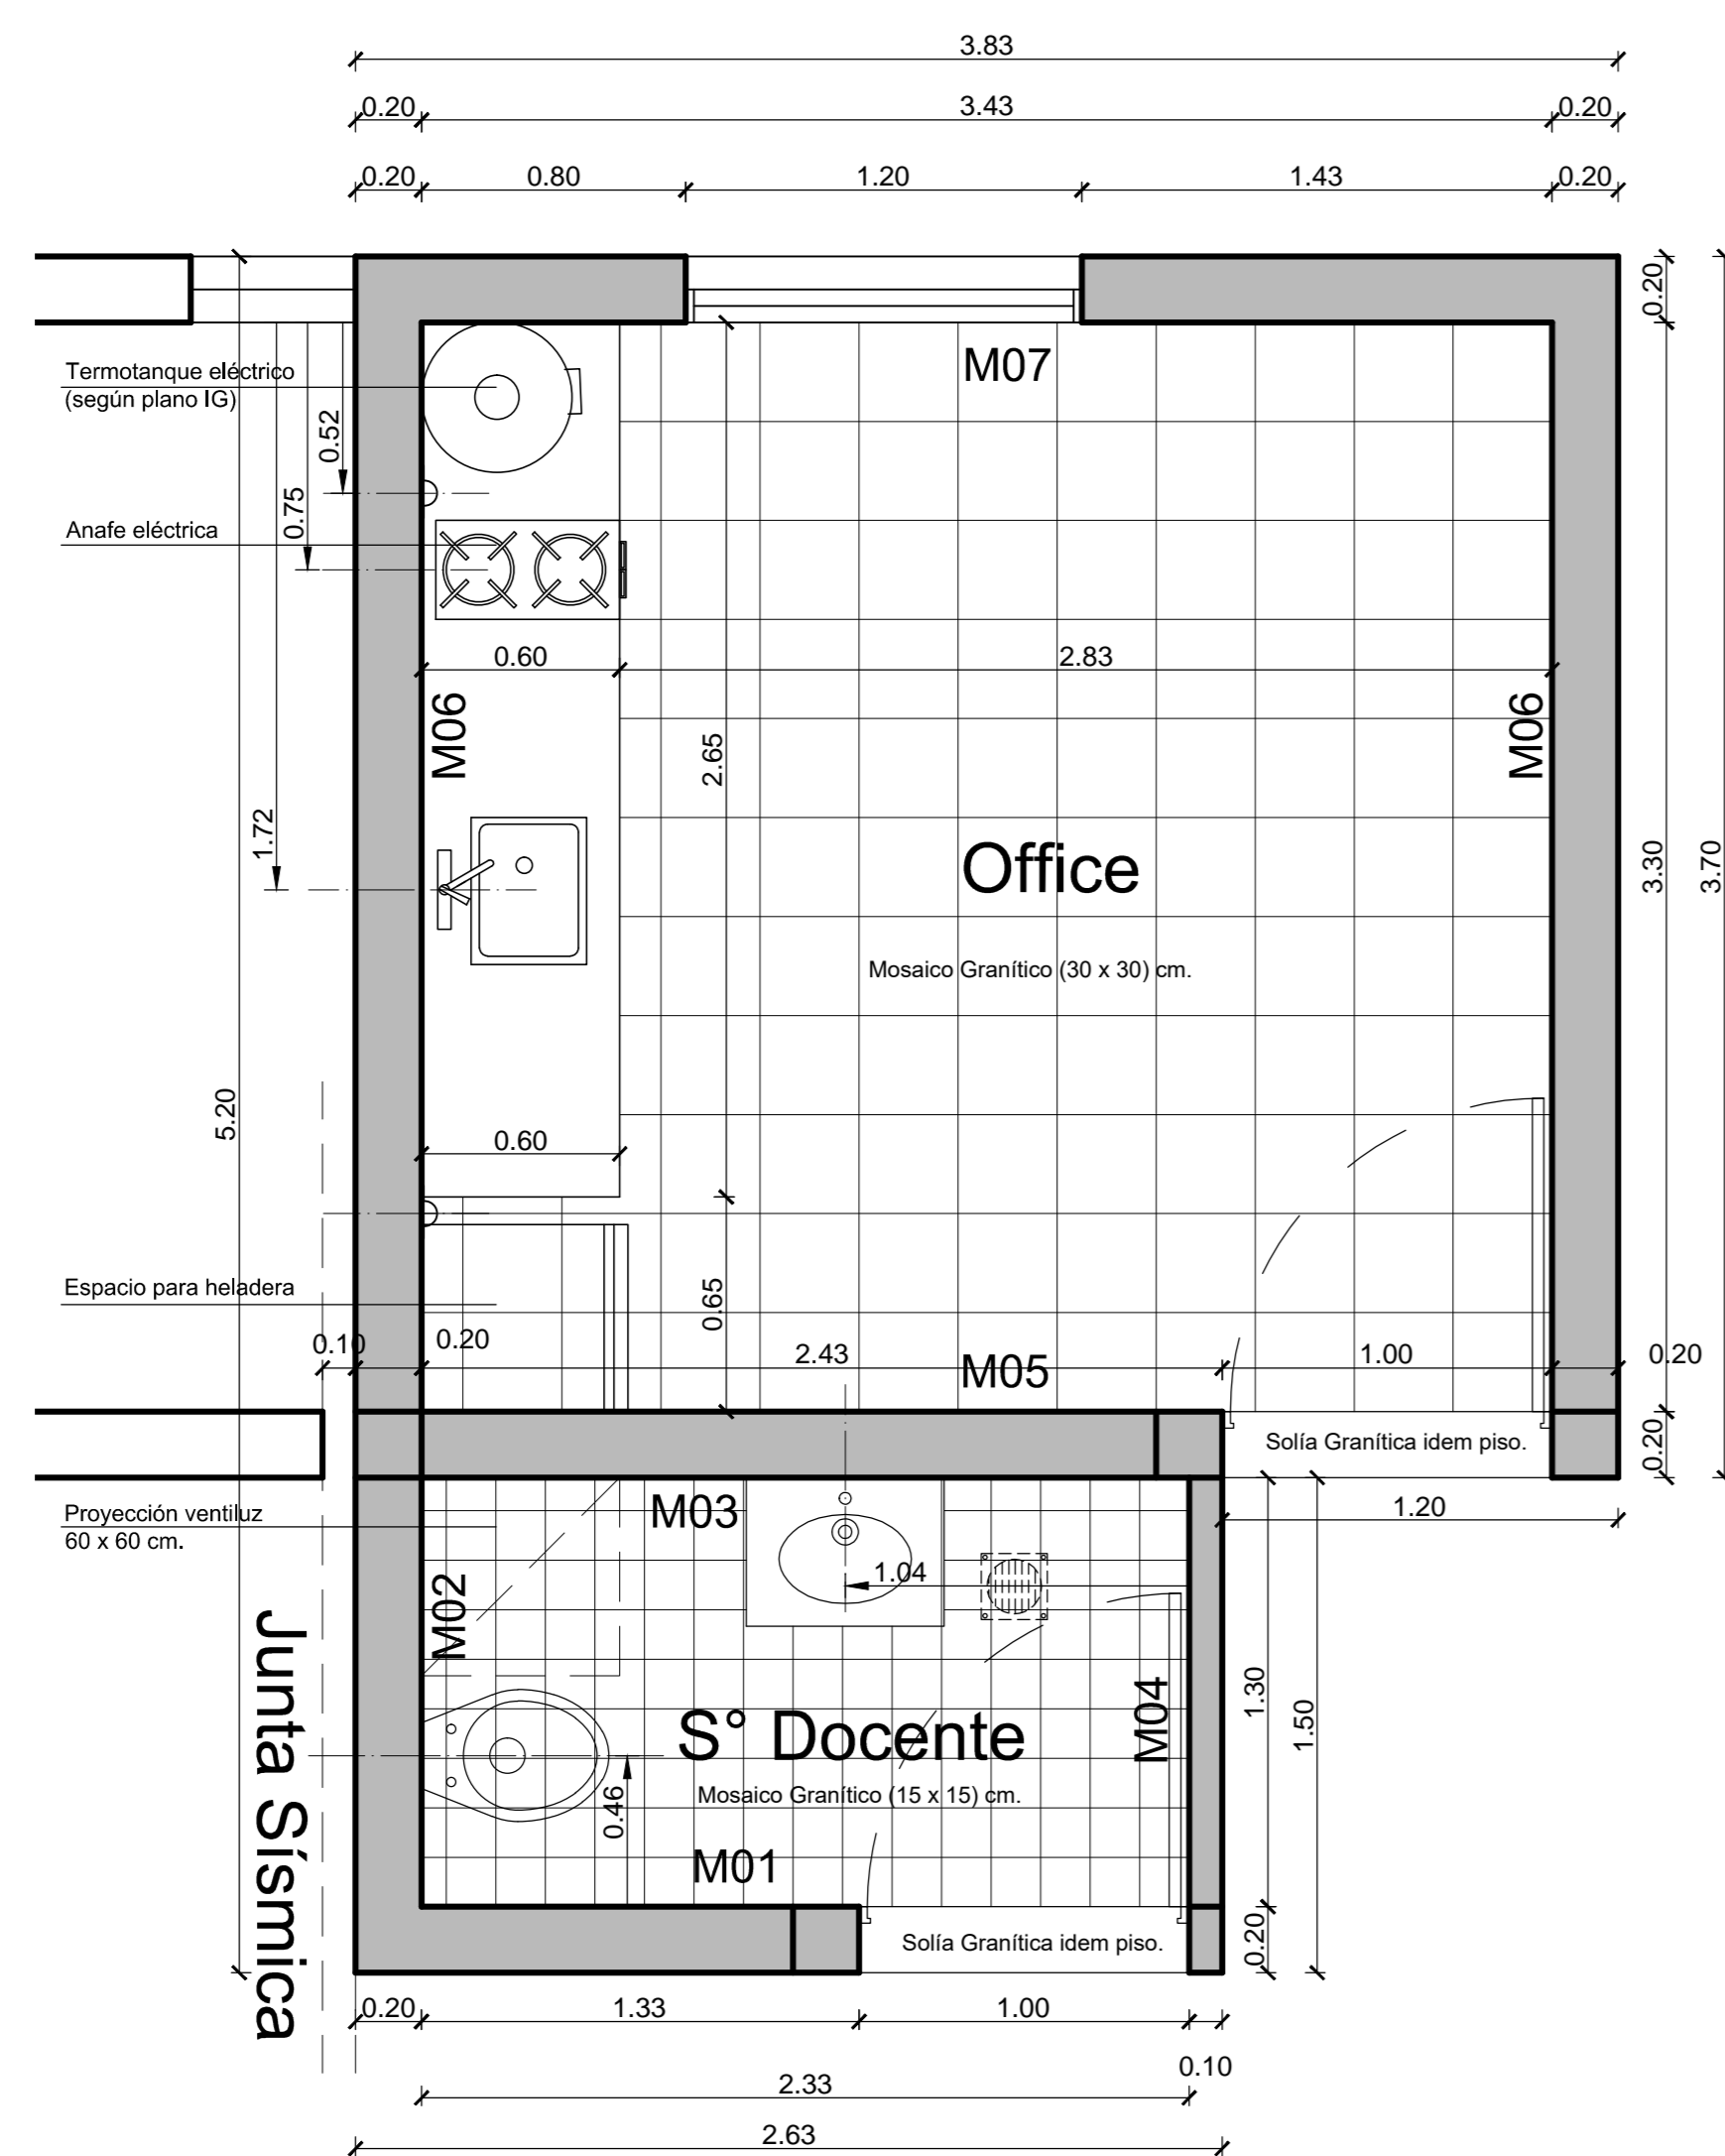 3.83
0.20 3.43 0.20
0.20 0.80 1.20 1.43 0.20
0.20
M07
Termotanque eléctrico
(según plano IG)
0.52
0.75
Anafe eléctrica
0.60 2.83
M06
M06
2.65
1.72
Office
3.30
3.70
Mosaico Granítico (30 x 30) cm.
5.20
0.60
Espacio para heladera
0.65
0.10 0.20 2.43 M05 1.00 0.20
Solía Granítica idem piso.
0.20
Proyección ventiluz
60 x 60 cm.
M03
1.20
1.04
M02
Junta Sísmica
1.30
1.50
M04
S° Docente
Mosaico Granítico (15 x 15) cm.
0.46
M01
Solía Granítica idem piso.
0.20
0.20 1.33 1.00
0.10
2.33
2.63